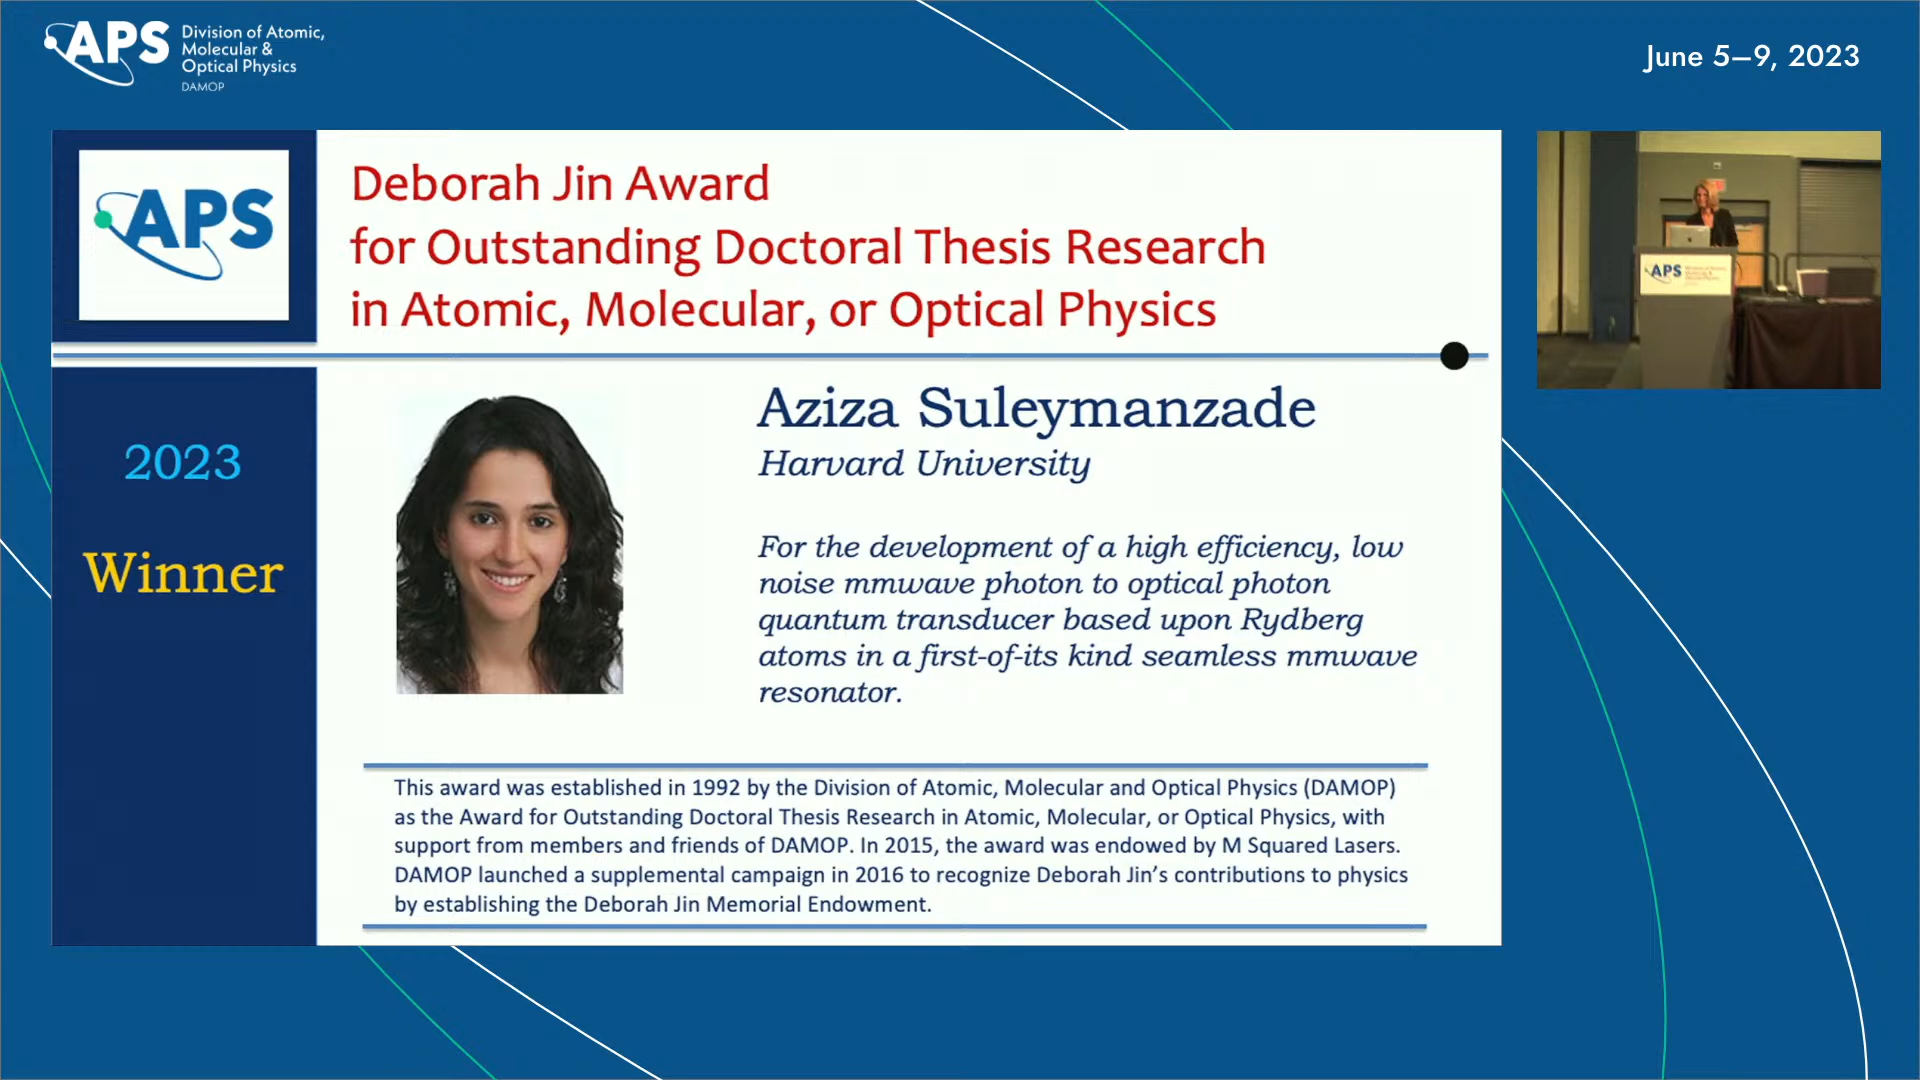 APS
Division of Atomic,
Molecular &
Optical Physics
DAMOP
June 5–9, 2023
APS
Deborah Jin Award
for Outstanding Doctoral Thesis Research
in Atomic, Molecular, or Optical Physics
2023
Winner
Aziza Suleymanzade
Harvard University
For the development of a high efficiency, low
noise mmwave photon to optical photon
quantum transducer based upon Rydberg
atoms in a first-of-its kind seamless mmwave
resonator.
This award was established in 1992 by the Division of Atomic, Molecular and Optical Physics (DAMOP)
as the Award for Outstanding Doctoral Thesis Research in Atomic, Molecular, or Optical Physics, with
support from members and friends of DAMOP. In 2015, the award was endowed by M Squared Lasers.
DAMOP launched a supplemental campaign in 2016 to recognize Deborah Jin’s contributions to physics
by establishing the Deborah Jin Memorial Endowment.
APS